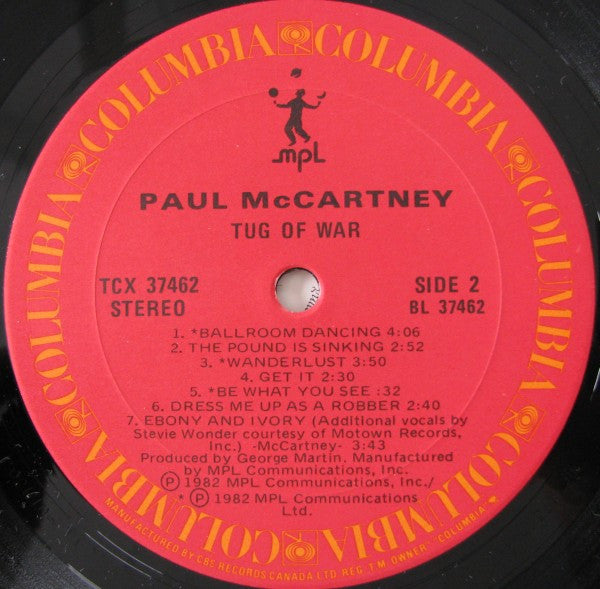 COLUMBIA COLUMBIA COLUMBIA COLUMBIA COLUMBIA COLUMBIA
mpL
PAUL McCARTNEY
TUG OF WAR
TCX 37462
STEREO
SIDE 2
BL 37462
1. *BALLROOM DANCING 4:06
2. THE POUND IS SINKING 2:52
3. *WANDERLUST 3:50
4. GET IT 2:30
5. *BE WHAT YOU SEE :32
6. DRESS ME UP AS A ROBBER 2:40
7. EBONY AND IVORY (Additional vocals by
Stevie Wonder courtesy of Motown Records,
Inc.) -McCartney- 3:43
Produced by George Martin. Manufactured
by MPL Communications, Inc.
Ⓟ 1982 MPL Communications, Inc./
* Ⓟ 1982 MPL Communications
Ltd.
MANUFACTURED BY CBS RECORDS CANADA LTD. REG. T.M. OWNER "COLUMBIA"